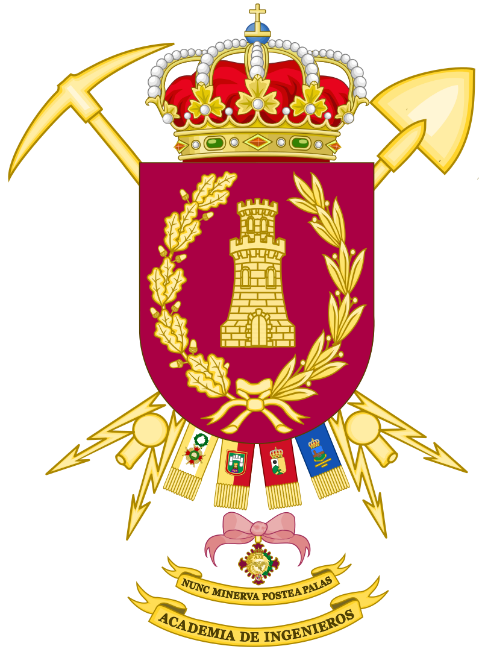 NUNC MINERVA POSTEA PALAS
ACADEMIA DE INGENIEROS